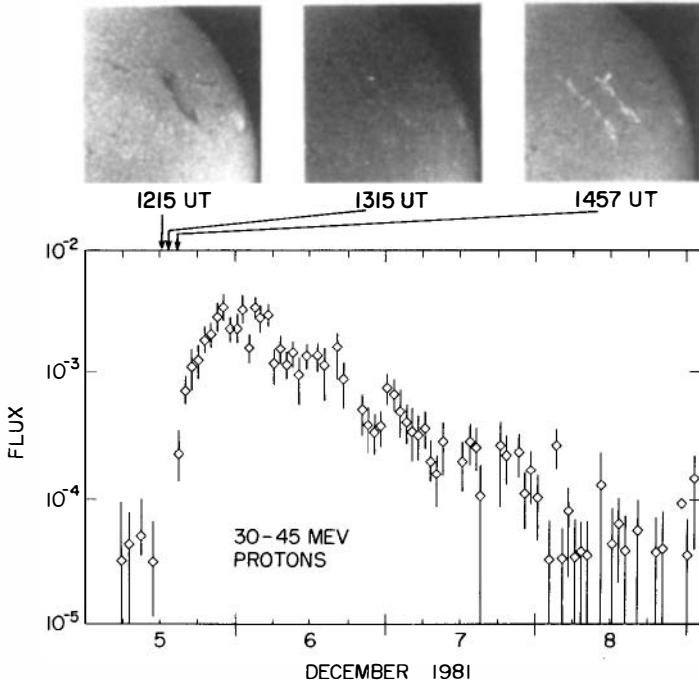 1215 UT
1315 UT
1457 UT
10-2
10-3
10-4
10-5
FLUX
30-45 MEV
PROTONS
5
6
7
8
DECEMBER 1981